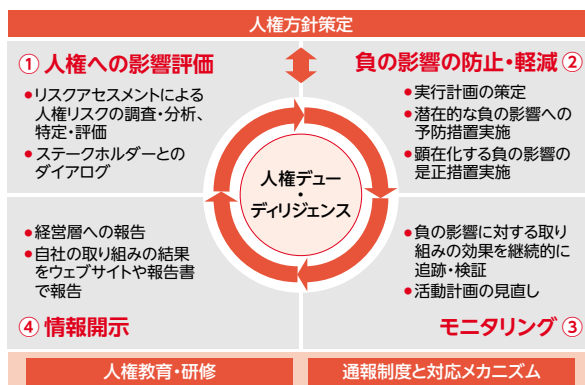 人権方針策定
① 人権への影響評価
●リスクアセスメントによる
人権リスクの調査・分析、
特定・評価
●ステークホルダーとの
ダイアログ
負の影響の防止・軽減 ②
●実行計画の策定
●潜在的な負の影響への
予防措置実施
●顕在化する負の影響の
是正措置実施
人権デュー
・
ディリジェンス
●経営層への報告
●自社の取り組みの結果
をウェブサイトや報告書
で報告
④ 情報開示
●負の影響に対する取り
組みの効果を継続的に
追跡・検証
●活動計画の見直し
モニタリング ③
人権教育・研修
通報制度と対応メカニズム